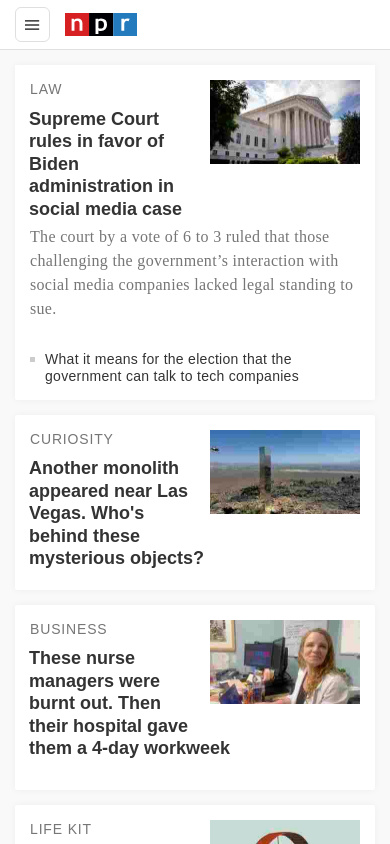 npr
LAW
Supreme Court
rules in favor of
Biden
administration in
social media case
The court by a vote of 6 to 3 ruled that those
challenging the government’s interaction with
social media companies lacked legal standing to
sue.
What it means for the election that the
government can talk to tech companies
CURIOSITY
Another monolith
appeared near Las
Vegas. Who's
behind these
mysterious objects?
BUSINESS
These nurse
managers were
burnt out. Then
their hospital gave
them a 4-day workweek
LIFE KIT